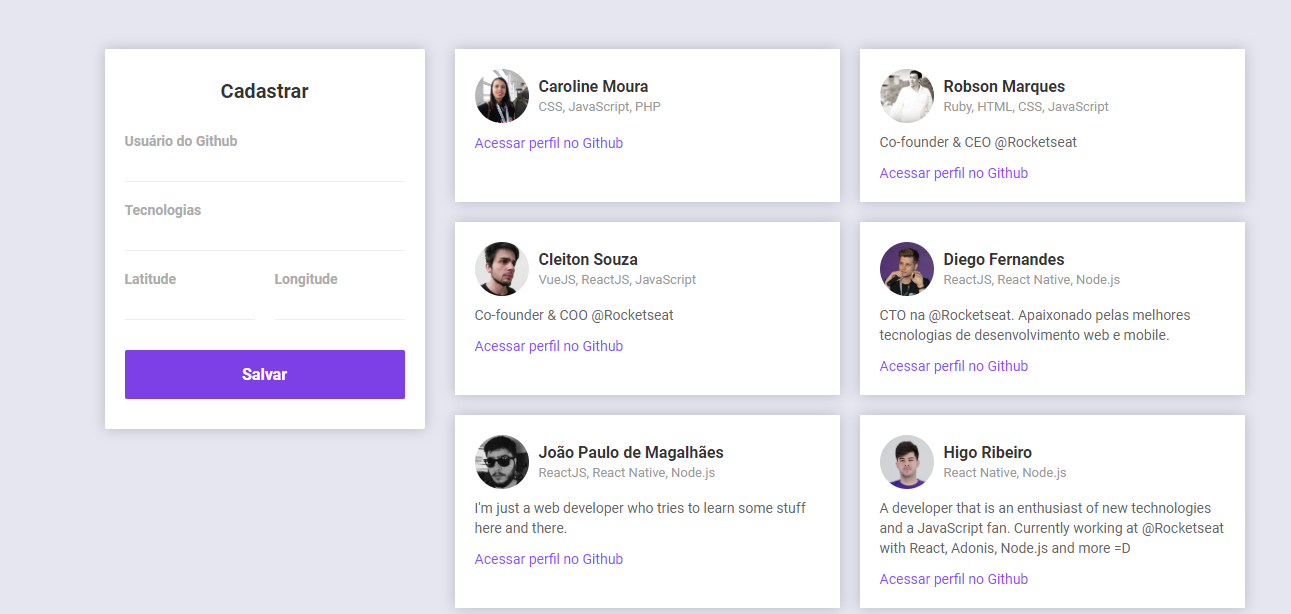 Cadastrar
Usuário do Github
Tecnologias
Latitude
Longitude
Salvar
Caroline Moura
CSS, JavaScript, PHP
Acessar perfil no Github
Robson Marques
Ruby, HTML, CSS, JavaScript
Co-founder & CEO @Rocketseat
Acessar perfil no Github
Cleiton Souza
VueJS, ReactJS, JavaScript
Co-founder & COO @Rocketseat
Acessar perfil no Github
Diego Fernandes
ReactJS, React Native, Node.js
CTO na @Rocketseat. Apaixonado pelas melhores
tecnologias de desenvolvimento web e mobile.
Acessar perfil no Github
João Paulo de Magalhães
ReactJS, React Native, Node.js
I'm just a web developer who tries to learn some stuff
here and there.
Acessar perfil no Github
Higo Ribeiro
React Native, Node.js
A developer that is an enthusiast of new technologies
and a JavaScript fan. Currently working at @Rocketseat
with React, Adonis, Node.js and more =D
Acessar perfil no Github